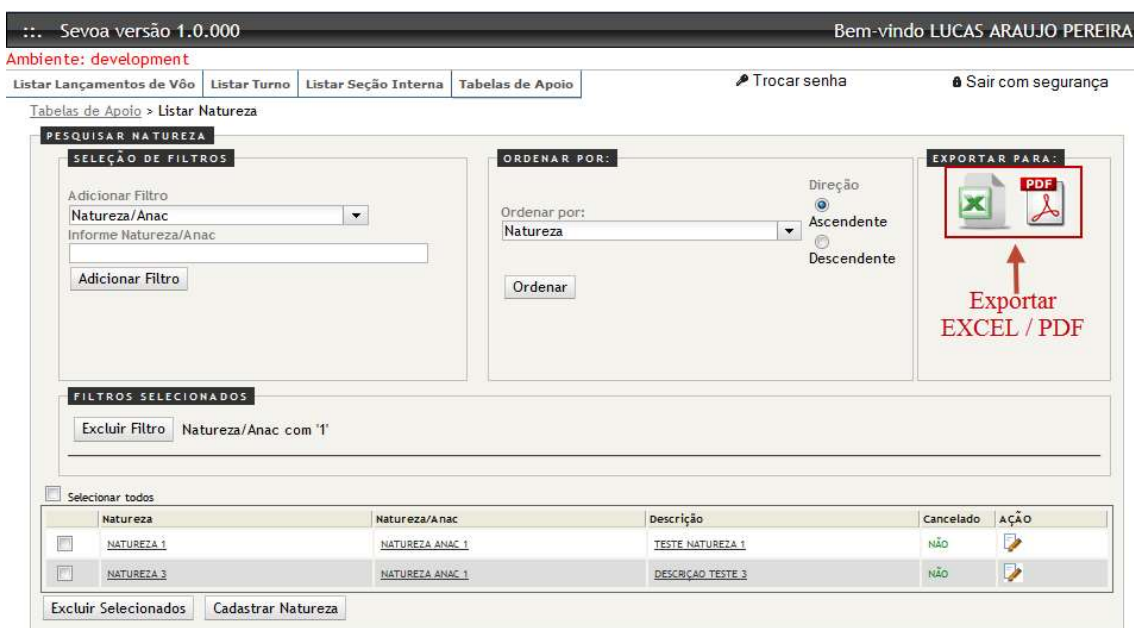 ::. Sevoa versão 1.0.000 Bem-vindo LUCAS ARAUJO PEREIRA
Ambiente: development
Listar Lançamentos de Vôo Listar Turno Listar Seção Interna Tabelas de Apoio Trocar senha Sair com segurança
Tabelas de Apoio > Listar Natureza
PESQUISAR NATUREZA
SELEÇÃO DE FILTROS
Adicionar Filtro
Natureza/Anac
Informe Natureza/Anac
Adicionar Filtro
ORDENAR POR:
Ordenar por:
Natureza
Direção
Ascendente
Descendente
Ordenar
EXPORTAR PARA:
PDF
Exportar
EXCEL / PDF
FILTROS SELECIONADOS
Excluir Filtro Natureza/Anac com '1'
Selecionar todos
Natureza Natureza/Anac Descrição Cancelado AÇÃO
NATUREZA 1 NATUREZA ANAC 1 TESTE NATUREZA 1 NÃO
NATUREZA 3 NATUREZA ANAC 1 DESCRIÇAO TESTE 3 NÃO
Excluir Selecionados Cadastrar Natureza